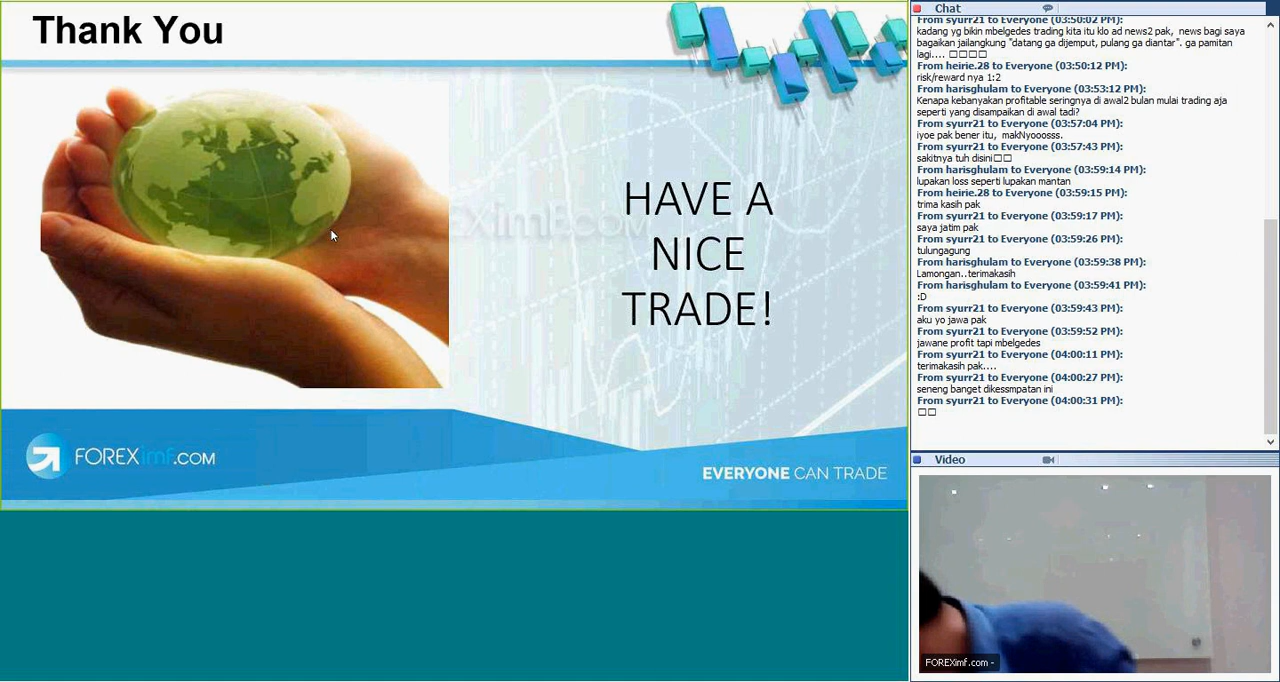 Thank You
HAVE A
NICE
TRADE!
FOREXimf.COM
EVERYONE CAN TRADE
Chat
From syurr21 to Everyone (03:50:02 PM):
kadang yg bikin mbelgedes trading kita itu klo ad news2 pak, news bagi saya
bagaikan jailangkung "datang ga dijemput, pulang ga diantar". ga pamitan
lagi.... □□□□
From heirie.28 to Everyone (03:50:12 PM):
risk/reward nya 1:2
From harisghulam to Everyone (03:53:12 PM):
Kenapa kebanyakan profitable seringnya di awal2 bulan mulai trading aja
seperti yang disampaikan di awal tadi?
From syurr21 to Everyone (03:57:04 PM):
iyoe pak bener itu, makNyooosss.
From syurr21 to Everyone (03:57:43 PM):
sakitnya tuh disini□□
From harisghulam to Everyone (03:59:14 PM):
lupakan loss seperti lupakan mantan
From heirie.28 to Everyone (03:59:15 PM):
trima kasih pak
From syurr21 to Everyone (03:59:17 PM):
saya jatim pak
From syurr21 to Everyone (03:59:26 PM):
tulungagung
From harisghulam to Everyone (03:59:38 PM):
Lamongan..terimakasih
From harisghulam to Everyone (03:59:41 PM):
:D
From syurr21 to Everyone (03:59:43 PM):
aku yo jawa pak
From syurr21 to Everyone (03:59:52 PM):
jawane profit tapi mbelgedes
From syurr21 to Everyone (04:00:11 PM):
terimakasih pak....
From syurr21 to Everyone (04:00:27 PM):
seneng banget dikessmpatan ini
From syurr21 to Everyone (04:00:31 PM):
□□
Video
FOREXimf.com -